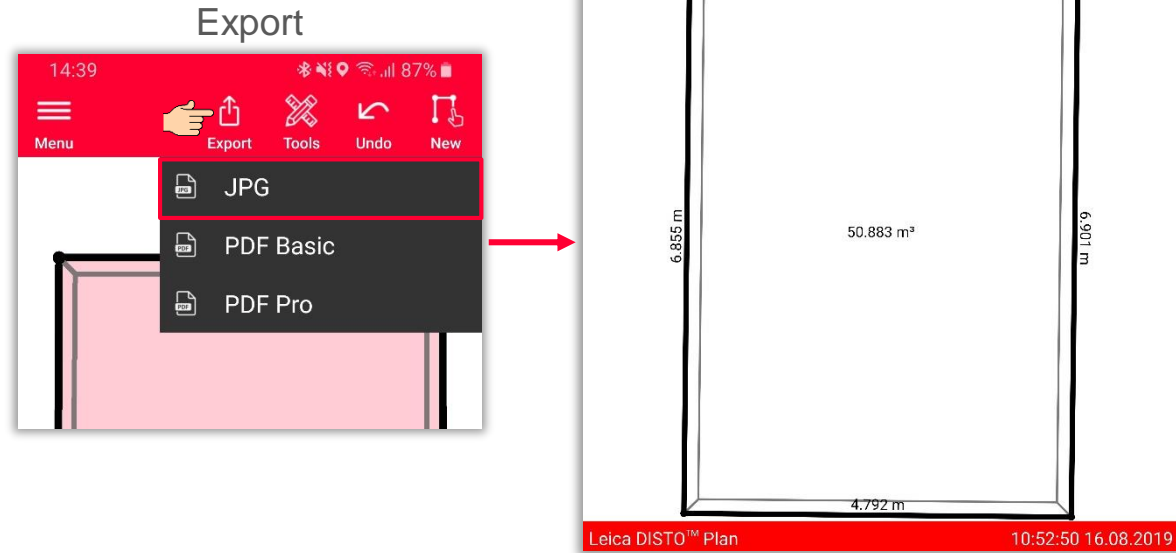 Export
14:39
87%
Menu
Export
Tools
Undo
New
JPG
JPG
PDF
PDF Basic
PDF
PDF Pro
6.855 m
50.883 m³
6.901 m
4.792 m
Leica DISTO™ Plan
10:52:50 16.08.2019